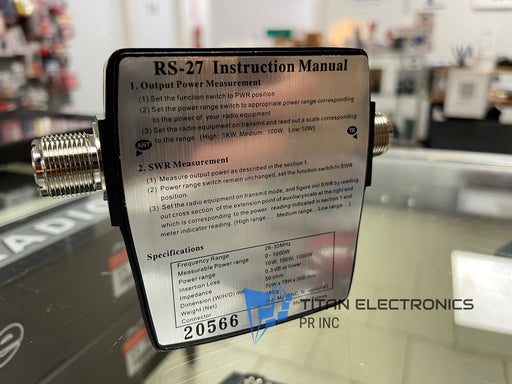 RS-27 Instruction Manual
1. Output Power Measurement
(1) Set the function switch to PWR position
(2) Set the power range switch to appropriate power range corresponding
to the power of your radio equipment
(3) Set the radio equipment on transmit and read out a scale corresponding
to the range. (High: 1KW, Medium: 100W, Low:10W)
ANT
TX
2. SWR Measurement
(1) Measure output power as described in the section 1.
(2) Power range switch remain unchanged, set the function switch to SWR
position.
(3) Set the radio equipment on transmit mode, and figure out SWR by reading
out cross section of the extension point of auxiliaryscale at the right and
which is corresponding to the power reading indicated in section 1 and
meter indicator reading. (High range..., Medium range... Low range....)
Specifications
Frequency Range 26-30MHz
Measurable Power range 0 - 1000W
Power range 10W, 100W, 1000W
Insertion Loss 0.3 dB or lower
Impedance 50 ohm
Dimension (W/H/D)
Weight (Net)
Connector
20566
TITAN ELECTRONICS
PR INC
RADIO